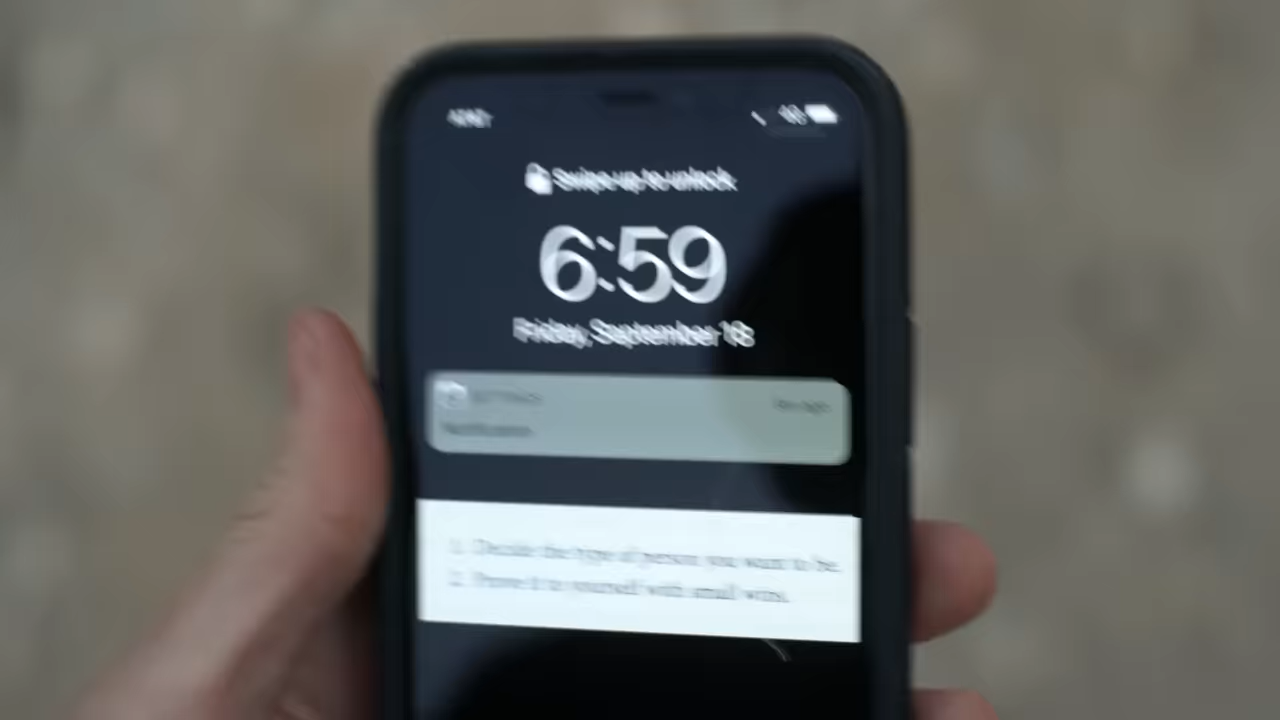 Swipe up to unlock
6:59
Friday, September 18
1. Decide the type of person you want to be.
2. Prove it to yourself with small wins.